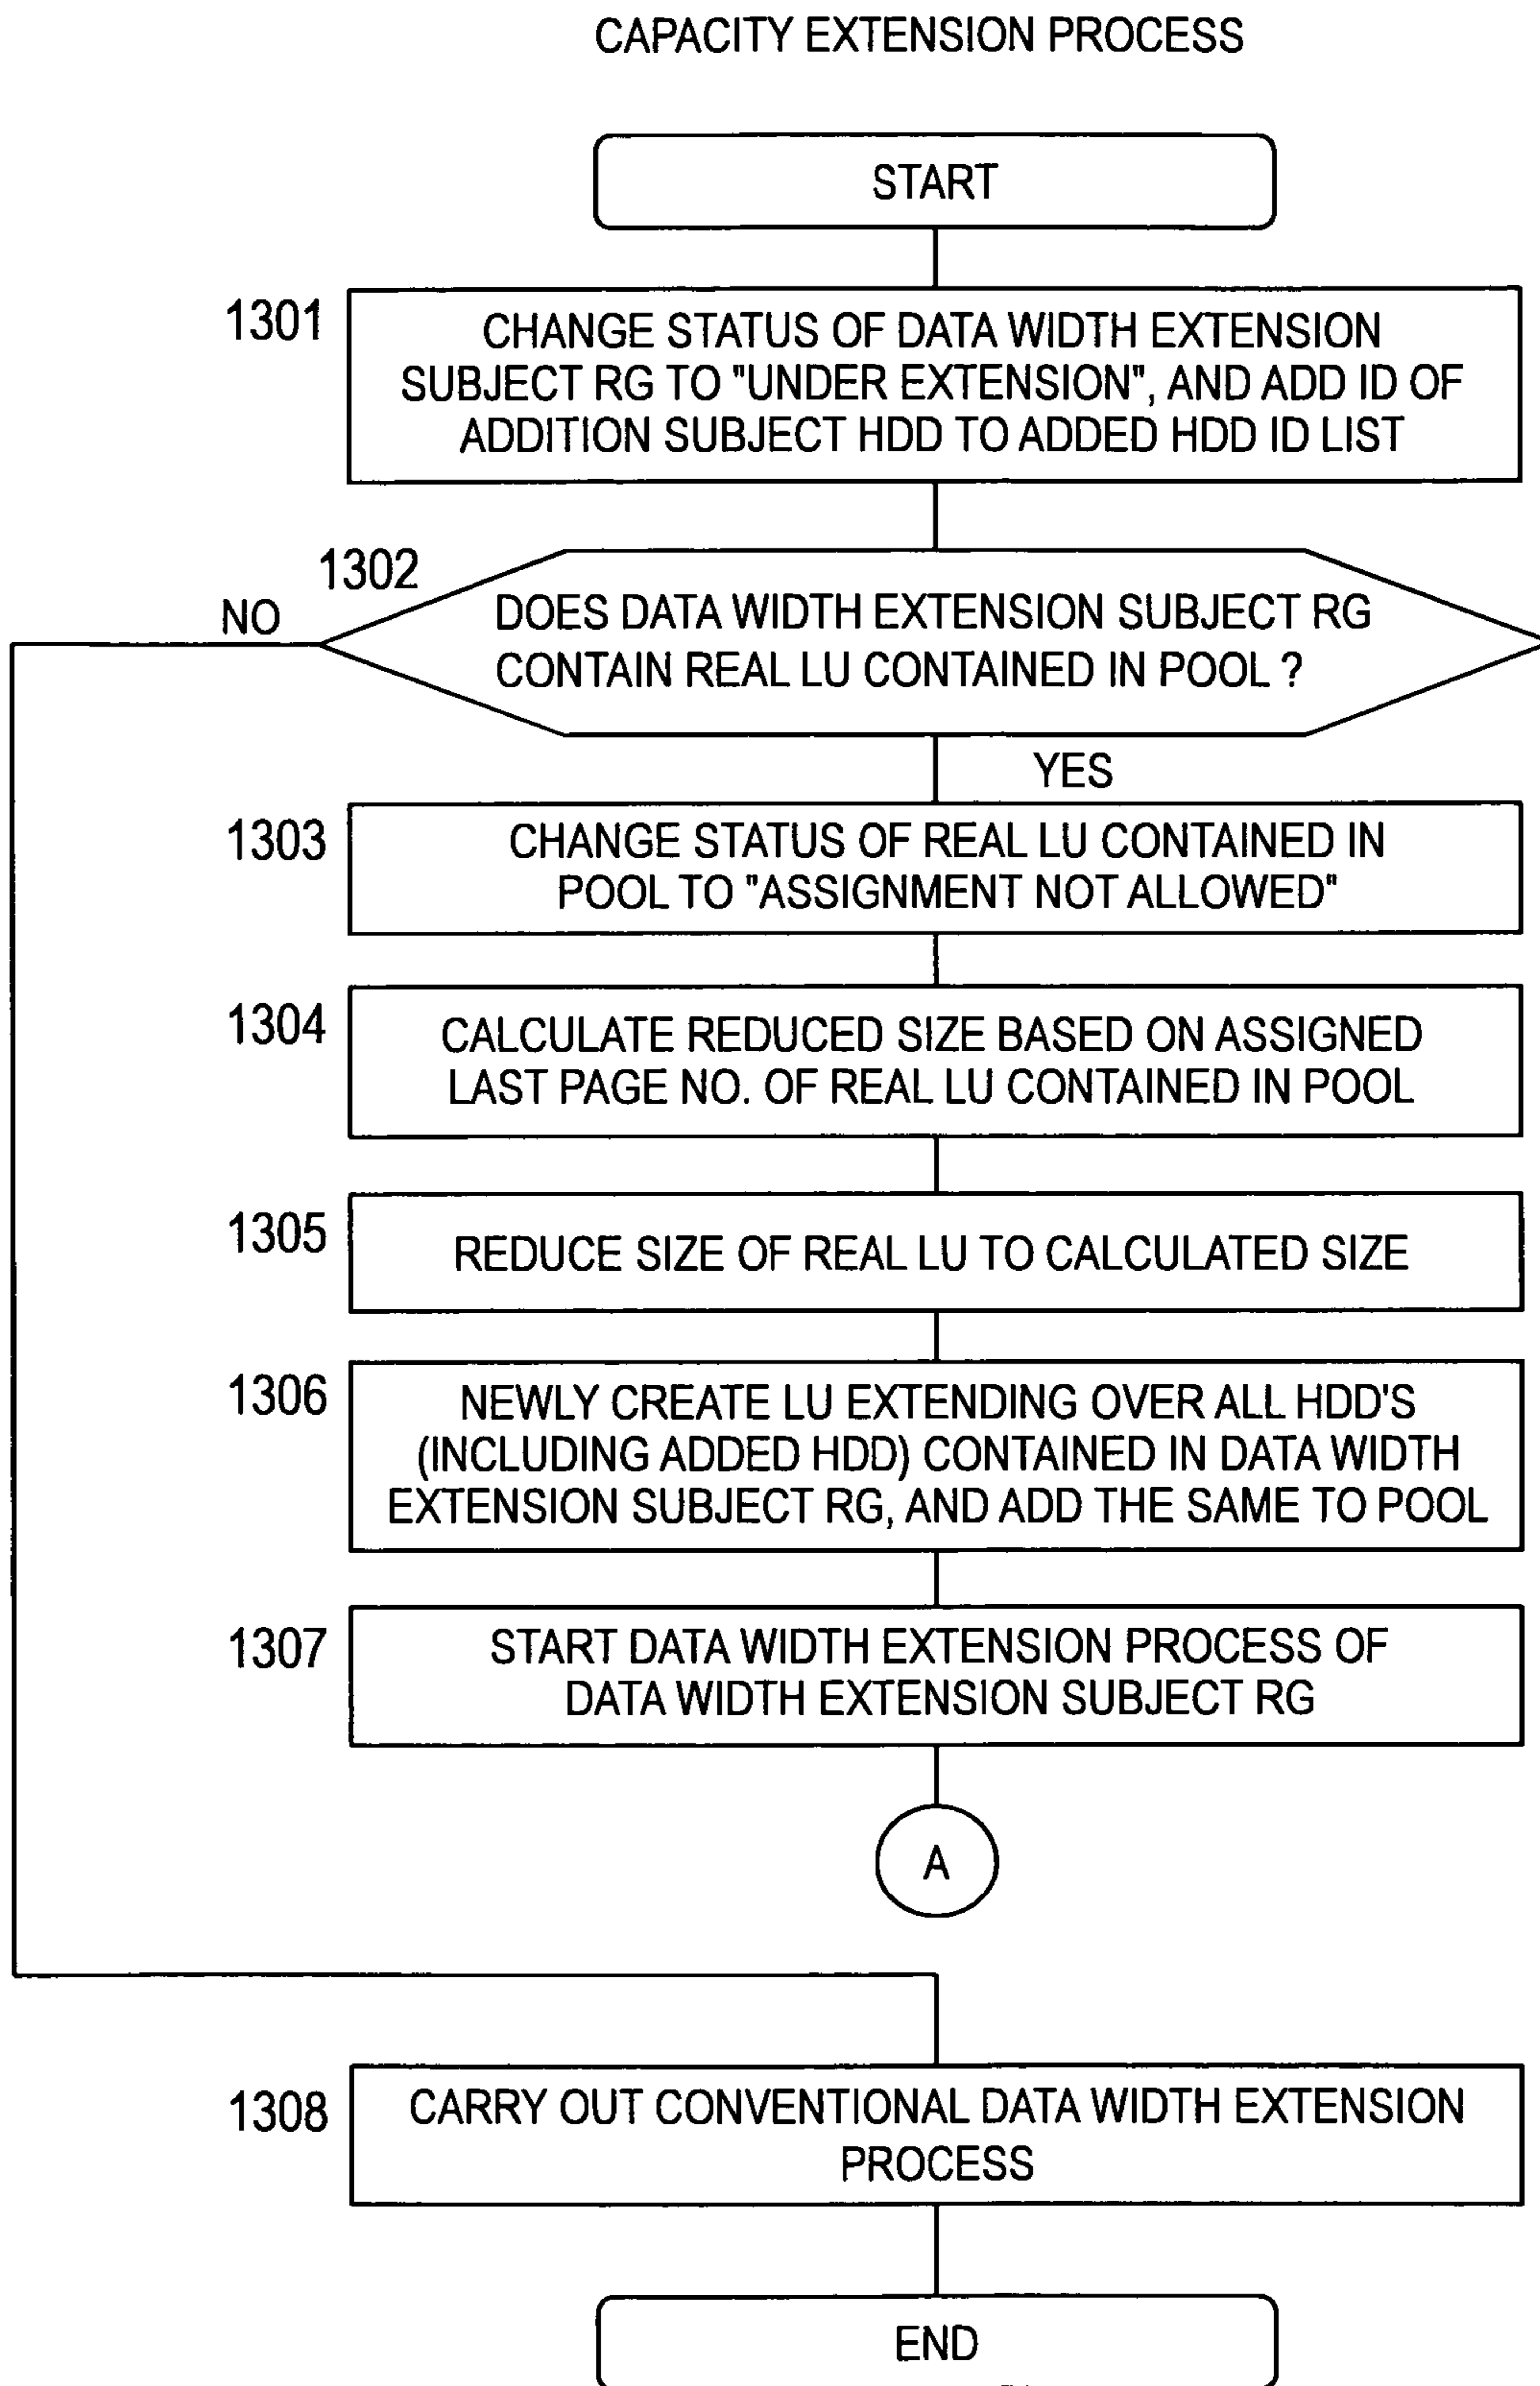 CAPACITY EXTENSION PROCESS
START
1301
CHANGE STATUS OF DATA WIDTH EXTENSION
SUBJECT RG TO "UNDER EXTENSION", AND ADD ID OF
ADDITION SUBJECT HDD TO ADDED HDD ID LIST
1302
NO
DOES DATA WIDTH EXTENSION SUBJECT RG
CONTAIN REAL LU CONTAINED IN POOL ?
YES
1303
CHANGE STATUS OF REAL LU CONTAINED IN
POOL TO "ASSIGNMENT NOT ALLOWED"
1304
CALCULATE REDUCED SIZE BASED ON ASSIGNED
LAST PAGE NO. OF REAL LU CONTAINED IN POOL
1305
REDUCE SIZE OF REAL LU TO CALCULATED SIZE
1306
NEWLY CREATE LU EXTENDING OVER ALL HDD'S
(INCLUDING ADDED HDD) CONTAINED IN DATA WIDTH
EXTENSION SUBJECT RG, AND ADD THE SAME TO POOL
1307
START DATA WIDTH EXTENSION PROCESS OF
DATA WIDTH EXTENSION SUBJECT RG
A
1308
CARRY OUT CONVENTIONAL DATA WIDTH EXTENSION
PROCESS
END